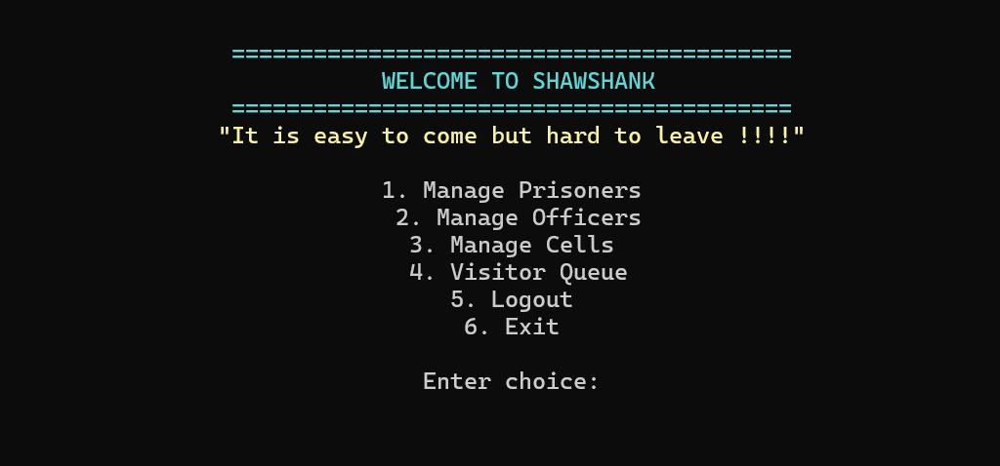 =========================================
WELCOME TO SHAWSHANK
=========================================
"It is easy to come but hard to leave !!!!"
1. Manage Prisoners
2. Manage Officers
3. Manage Cells
4. Visitor Queue
5. Logout
6. Exit
Enter choice: